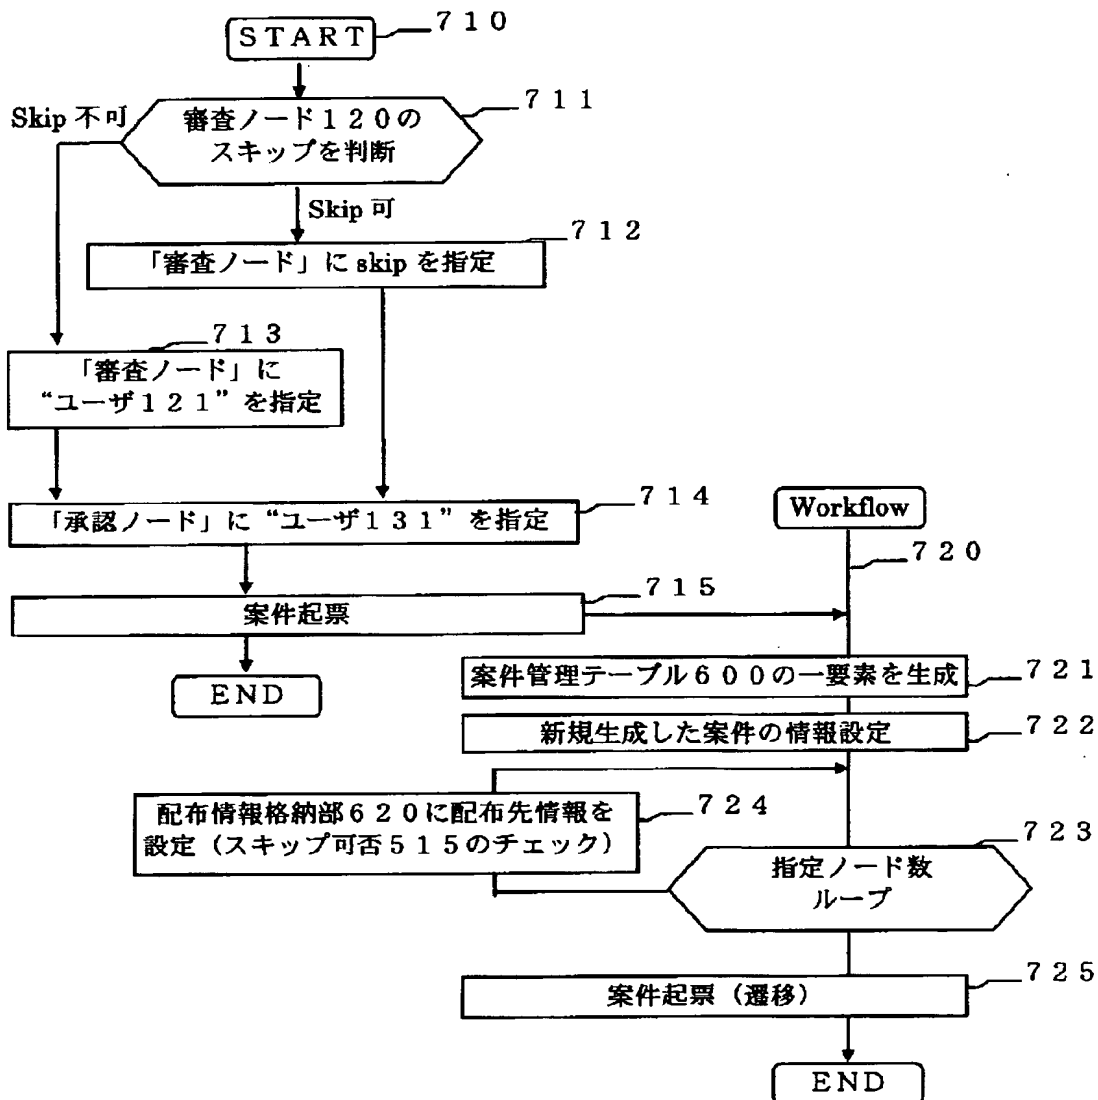 START
710
審査ノード120の
スキップを判断
711
Skip 不可
Skip 可
712
「審査ノード」に skip を指定
713
「審査ノード」に
“ユーザ121”を指定
714
「承認ノード」に“ユーザ131”を指定
715
案件起票
END
Workflow
720
案件管理テーブル600の一要素を生成
721
新規生成した案件の情報設定
722
配布情報格納部620に配布先情報を
設定(スキップ可否515のチェック)
724
723
指定ノード数
ループ
案件起票(遷移)
725
END